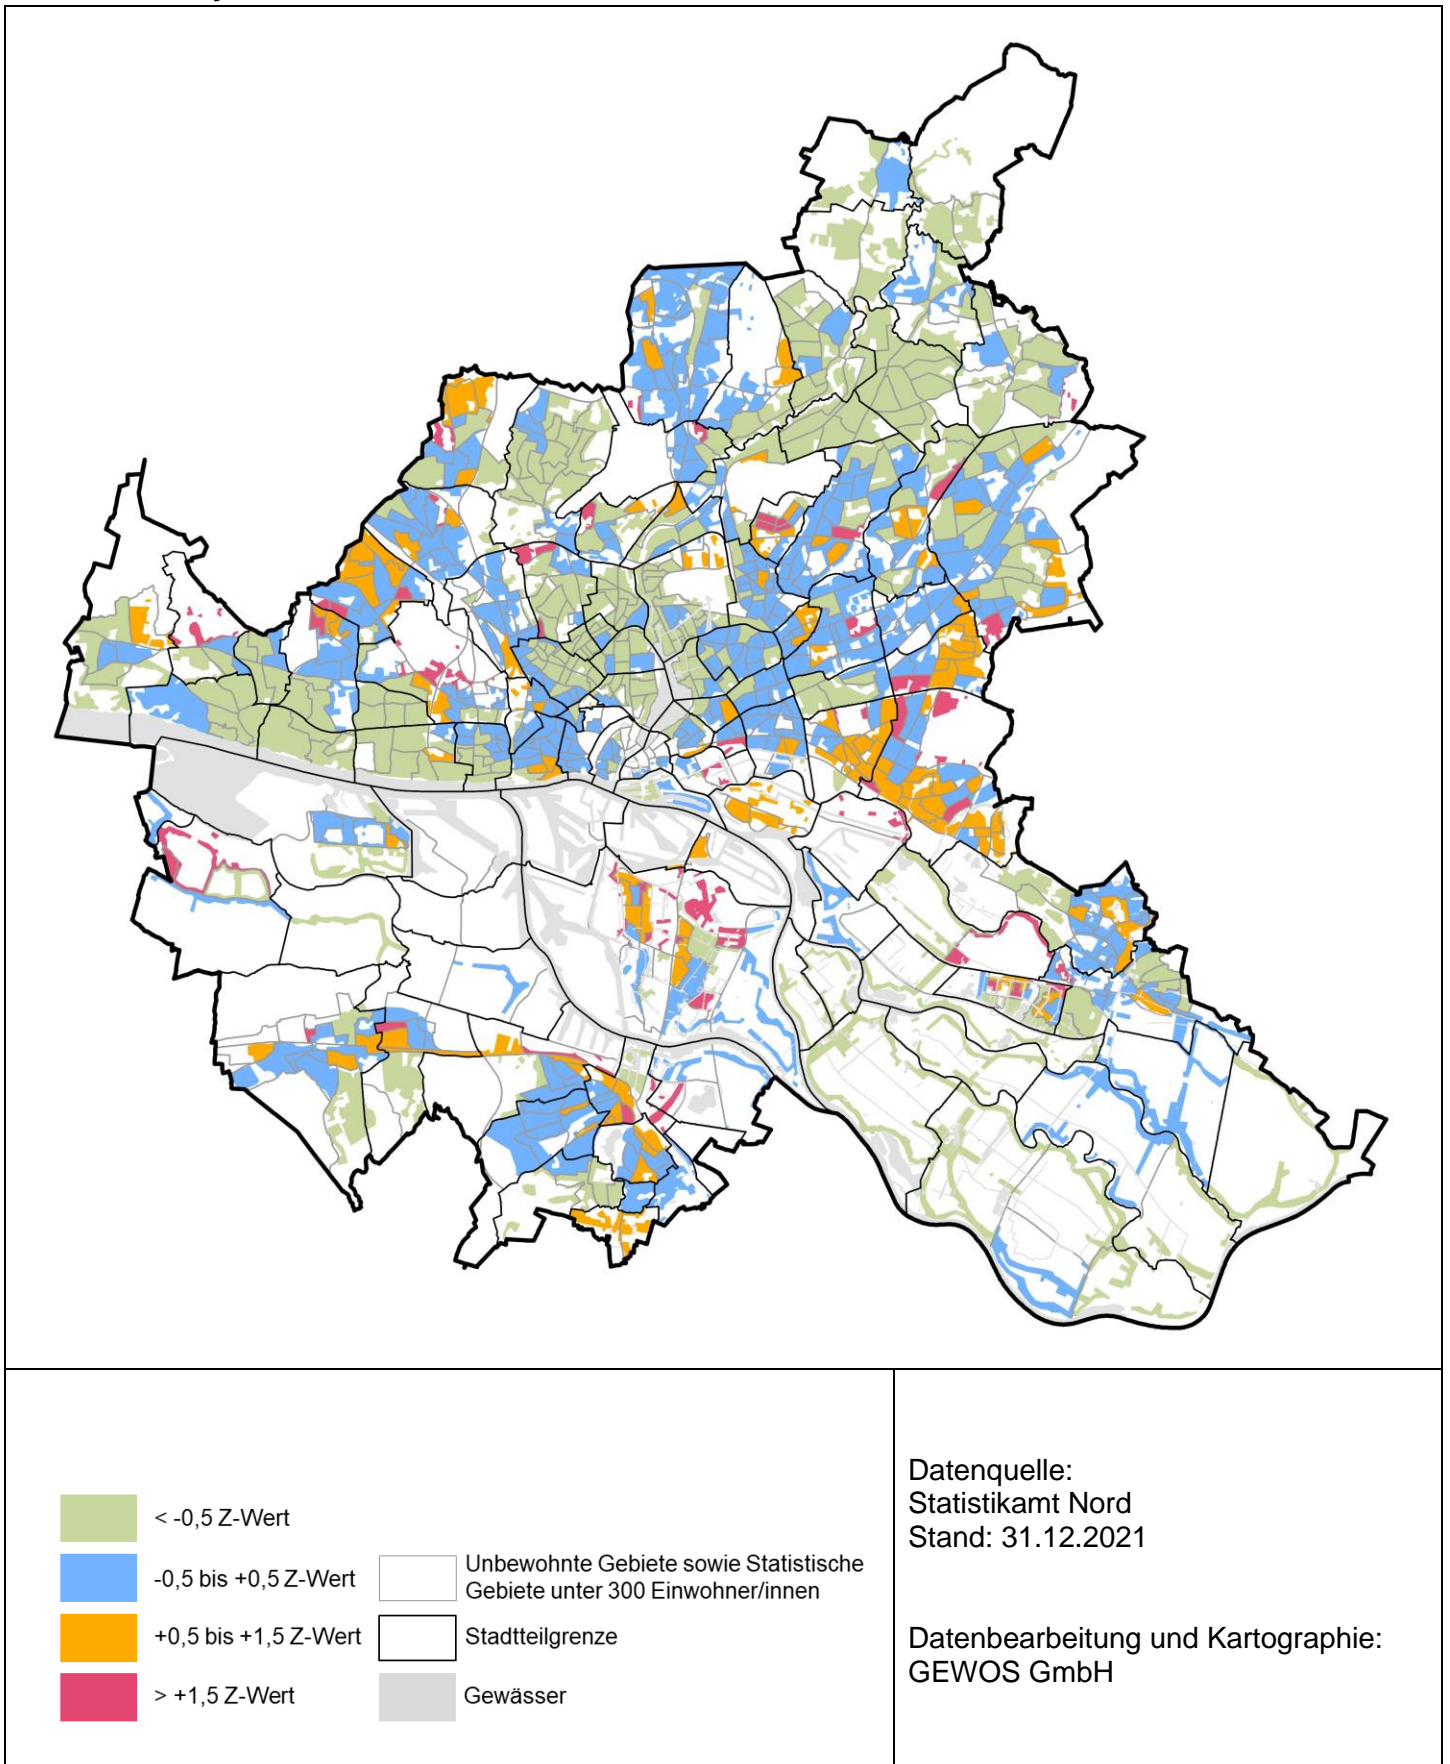 < -0,5 Z-Wert
-0,5 bis +0,5 Z-Wert
+0,5 bis +1,5 Z-Wert
> +1,5 Z-Wert
Unbewohnte Gebiete sowie Statistische
Gebiete unter 300 Einwohner/innen
Stadtteilgrenze
Gewässer
Datenquelle:
Statistikamt Nord
Stand: 31.12.2021
Datenbearbeitung und Kartographie:
GEWOS GmbH